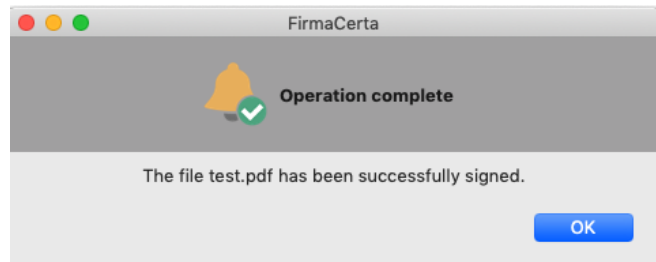 FirmaCerta
Operation complete
The file test.pdf has been successfully signed.
OK